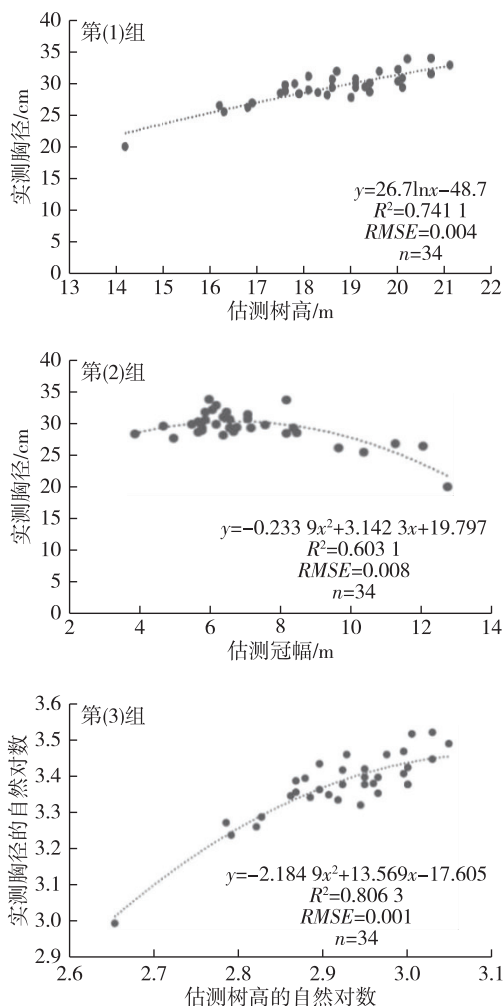 第(1)组
40
35
30
25
20
15
10
5
0
实测胸径/cm
y=26.7lnx−48.7
R²=0.741 1
RMSE=0.004
n=34
13 14 15 16 17 18 19 20 21 22
估测树高/m
第(2)组
40
35
30
25
20
15
10
5
0
实测胸径/cm
y=−0.233 9x²+3.142 3x+19.797
R²=0.603 1
RMSE=0.008
n=34
2 4 6 8 10 12 14
估测冠幅/m
第(3)组
3.6
3.5
3.4
3.3
3.2
3.1
3.0
2.9
实测胸径的自然对数
y=−2.184 9x²+13.569x−17.605
R²=0.806 3
RMSE=0.001
n=34
2.6 2.7 2.8 2.9 3.0 3.1
估测树高的自然对数